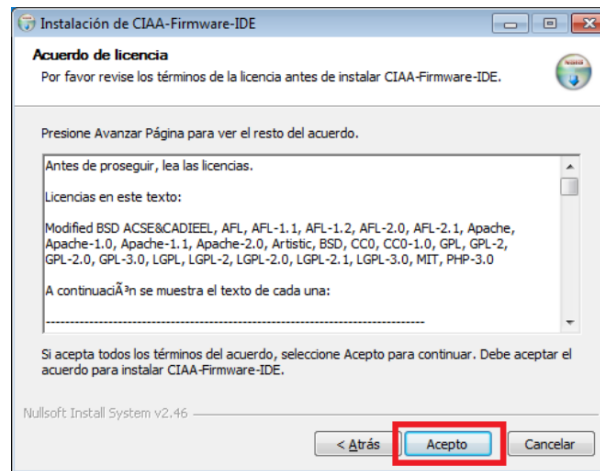 Instalación de CIAA-Firmware-IDE
Acuerdo de licencia
Por favor revise los términos de la licencia antes de instalar CIAA-Firmware-IDE.
Presione Avanzar Página para ver el resto del acuerdo.
Antes de proseguir, lea las licencias.
Licencias en este texto:
Modified BSD ACSE&CADIEEL, AFL, AFL-1.1, AFL-1.2, AFL-2.0, AFL-2.1, Apache,
Apache-1.0, Apache-1.1, Apache-2.0, Artistic, BSD, CC0, CC0-1.0, GPL, GPL-2,
GPL-2.0, GPL-3.0, LGPL, LGPL-2, LGPL-2.0, LGPL-2.1, LGPL-3.0, MIT, PHP-3.0
A continuaciÃ³n se muestra el texto de cada una:
--------------------------------------------------------------------------------
Si acepta todos los términos del acuerdo, seleccione Acepto para continuar. Debe aceptar el
acuerdo para instalar CIAA-Firmware-IDE.
Nullsoft Install System v2.46
< Atrás
Acepto
Cancelar